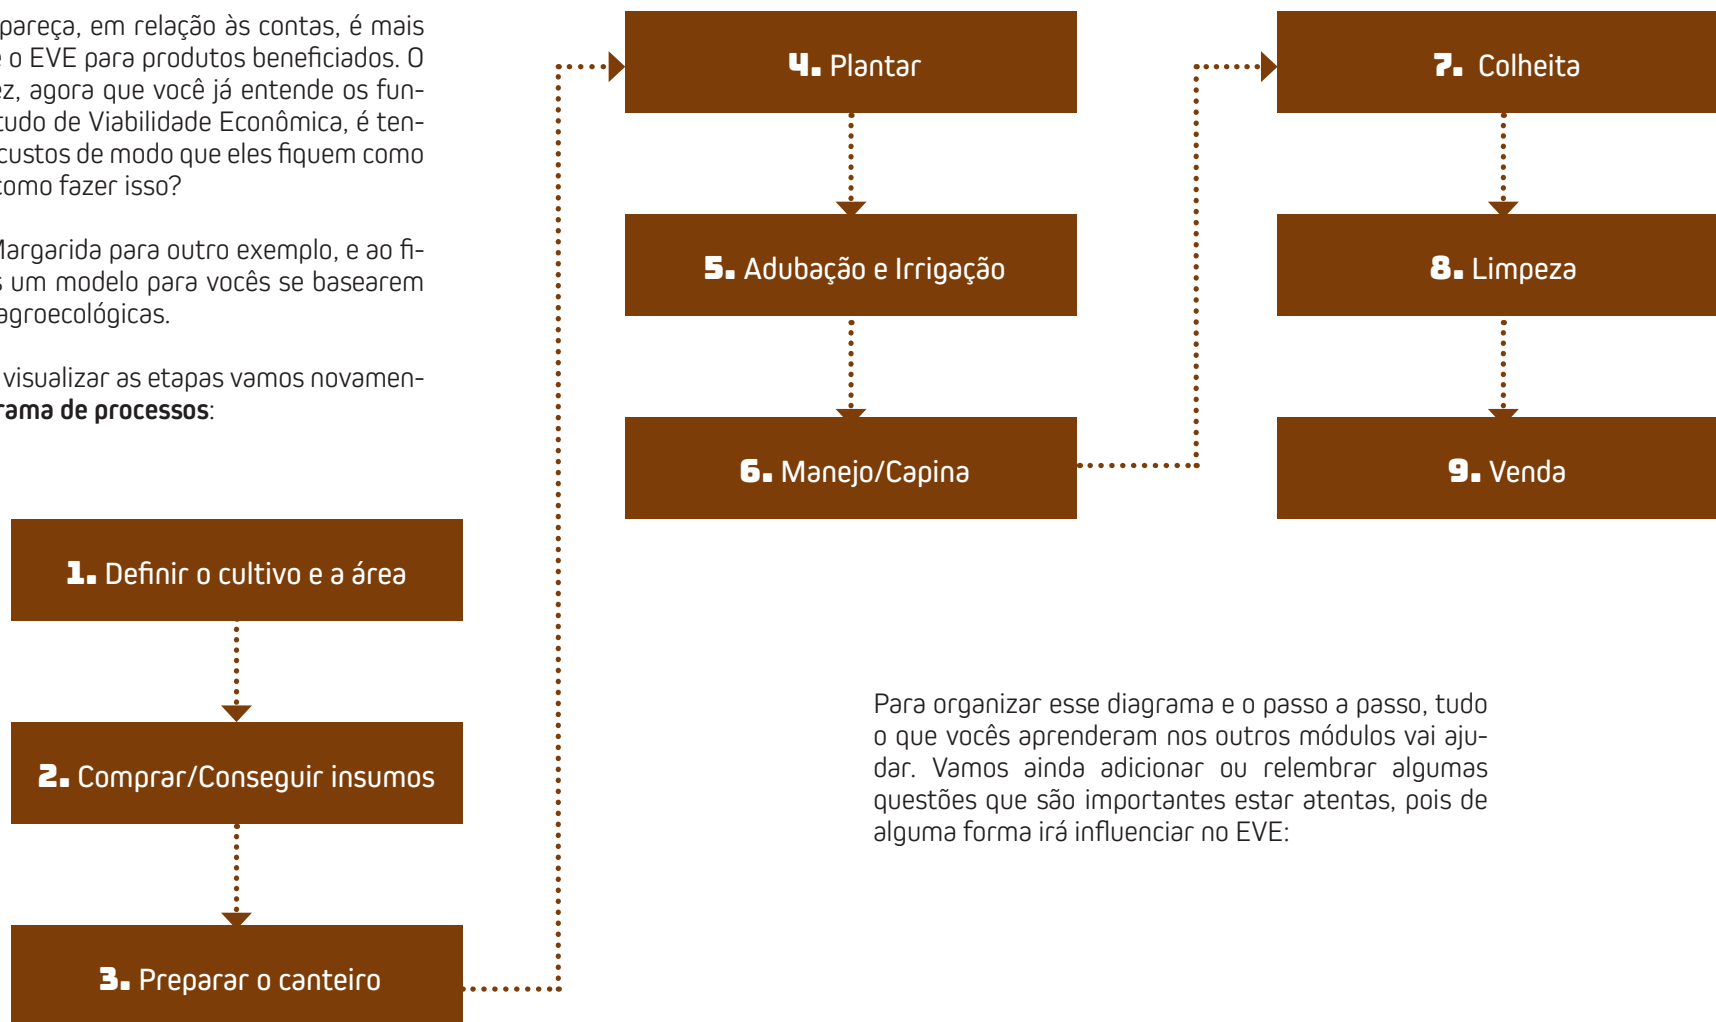 pareça, em relação às contas, é mais
o EVE para produtos beneficiados. O
ez, agora que você já entende os fun-
tudo de Viabilidade Econômica, é ten-
custos de modo que eles fiquem como
como fazer isso?
Margarida para outro exemplo, e ao fi-
s um modelo para vocês se basearem
agroecológicas.
visualizar as etapas vamos novamen-
rama de processos:
1. Definir o cultivo e a área
2. Comprar/Conseguir insumos
3. Preparar o canteiro
4. Plantar
5. Adubação e Irrigação
6. Manejo/Capina
7. Colheita
8. Limpeza
9. Venda
Para organizar esse diagrama e o passo a passo, tudo
o que vocês aprenderam nos outros módulos vai aju-
dar. Vamos ainda adicionar ou relembrar algumas
questões que são importantes estar atentas, pois de
alguma forma irá influenciar no EVE: